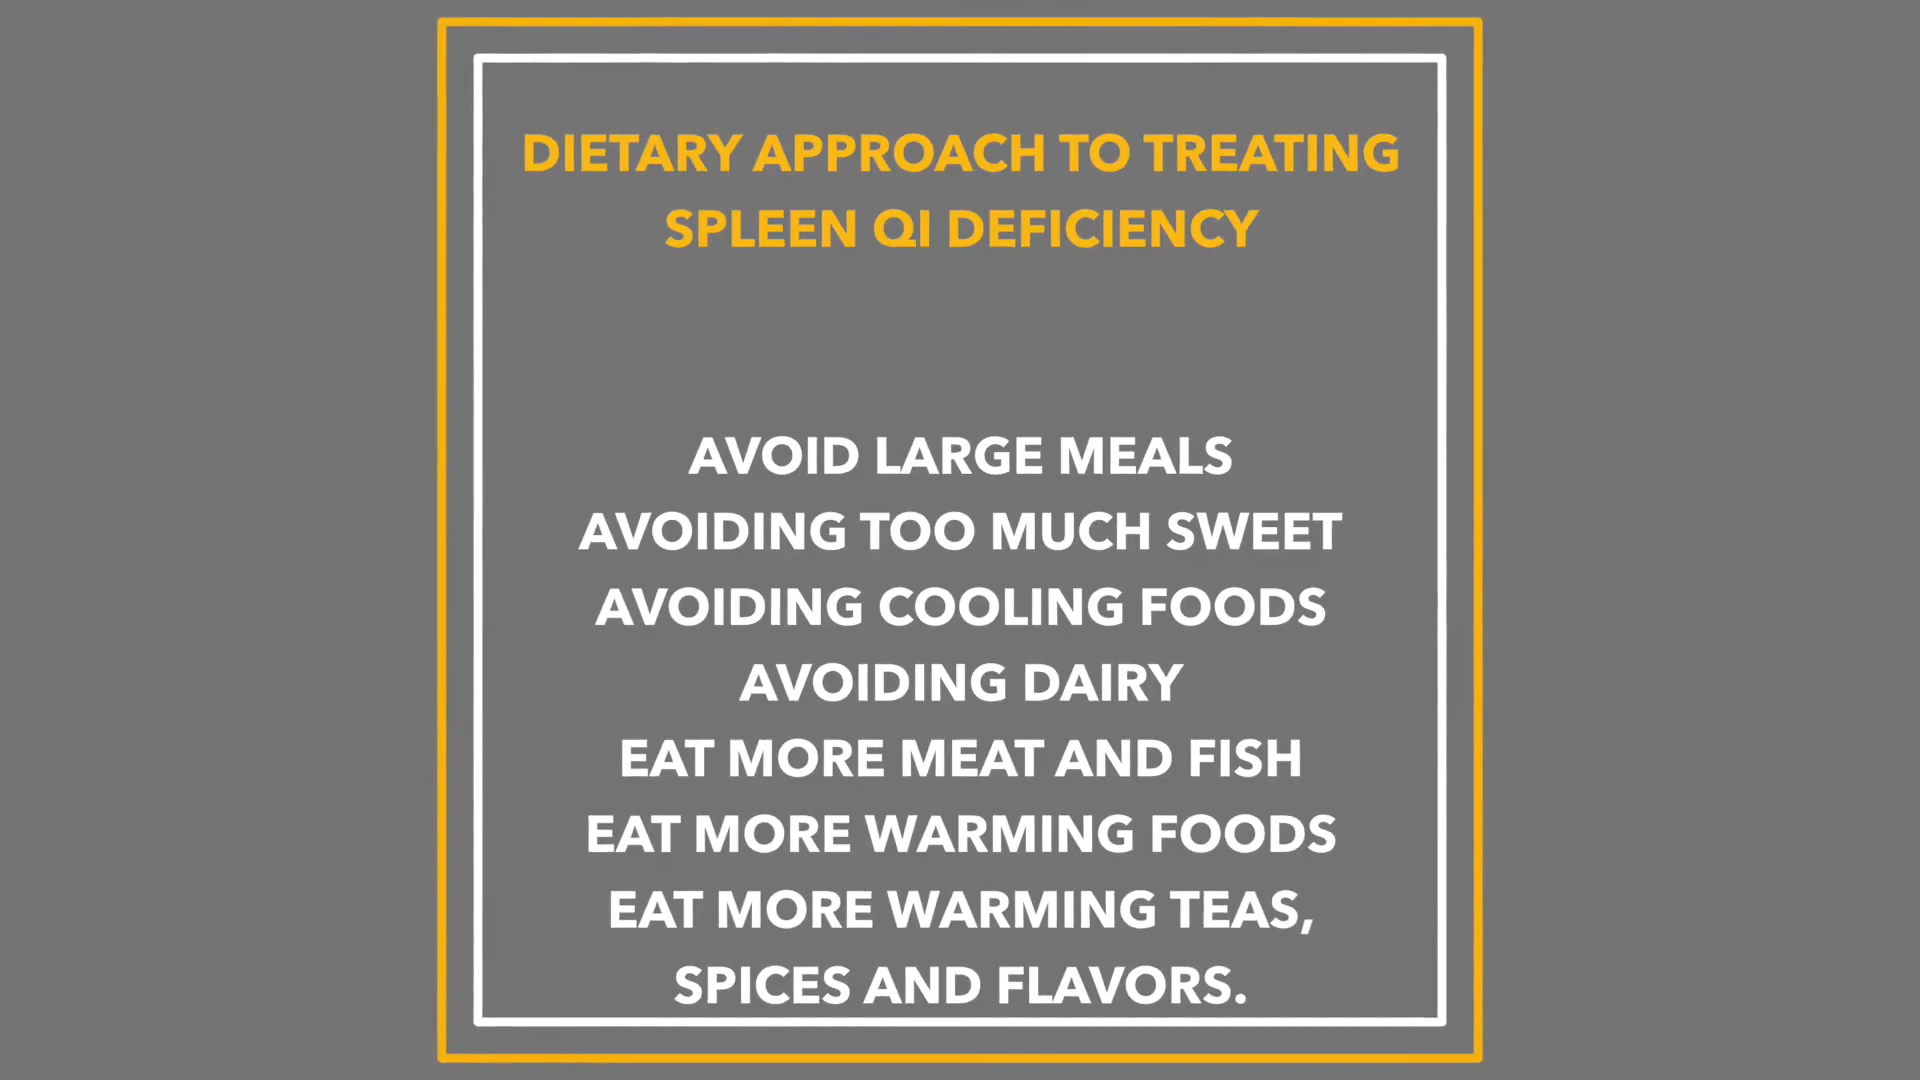 DIETARY APPROACH TO TREATING
SPLEEN QI DEFICIENCY
AVOID LARGE MEALS
AVOIDING TOO MUCH SWEET
AVOIDING COOLING FOODS
AVOIDING DAIRY
EAT MORE MEAT AND FISH
EAT MORE WARMING FOODS
EAT MORE WARMING TEAS,
SPICES AND FLAVORS.